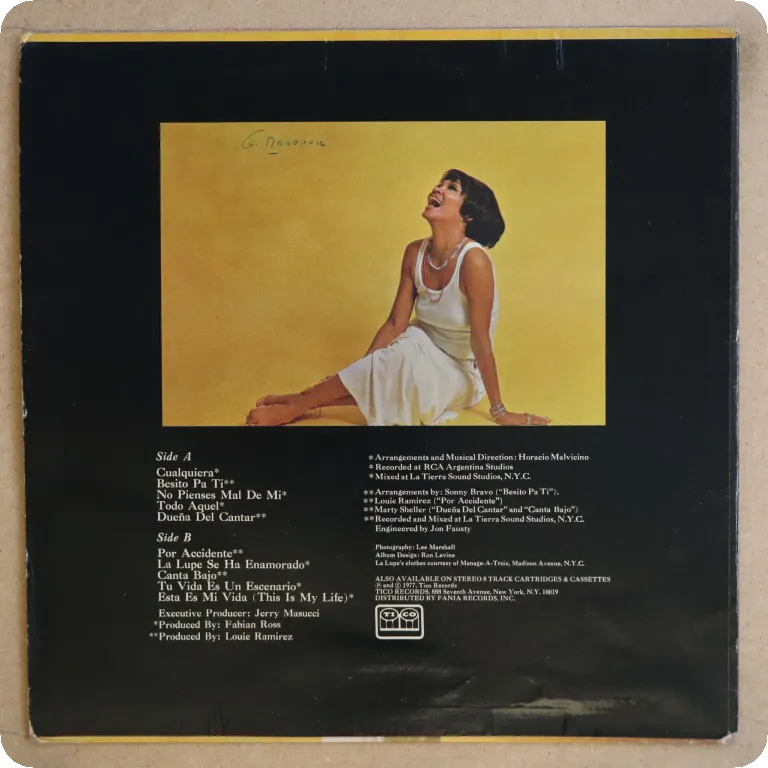 G.
Side A
Cualquiera*
Besito Pa Ti**
No Pienses Mal De Mi*
Todo Aquel*
Dueña Del Cantar**
Side B
Por Accidente**
La Lupe Se Ha Enamorado*
Canta Bajo**
Tu Vida Es Un Escenario*
Esta Es Mi Vida (This Is My Life)*
Executive Producer: Jerry Masucci
*Produced By: Fabian Ross
**Produced By: Louie Ramirez
*Arrangements and Musical Direction: Horacio Malvicino
*Recorded at RCA Argentina Studios
*Mixed at La Tierra Sound Studios, N.Y.C.
**Arrangements by: Sonny Bravo ("Besito Pa Ti"),
**Louie Ramirez ("Por Accidente")
**Marty Sheller ("Dueña Del Cantar" and "Canta Bajo")
**Recorded and Mixed at La Tierra Sound Studios, N.Y.C.
Engineered by Jon Fausty
Photography: Lee Marshall
Album Design: Ron Levine
La Lupe's clothes courtesy of Manage-A-Trois, Madison Avenue, N.Y.C.
ALSO AVAILABLE ON STEREO 8 TRACK CARTRIDGES & CASSETTES
℗ and © 1977, Tico Records
TICO RECORDS, 888 Seventh Avenue, New York, N.Y. 10019
DISTRIBUTED BY FANIA RECORDS, INC.
TICO